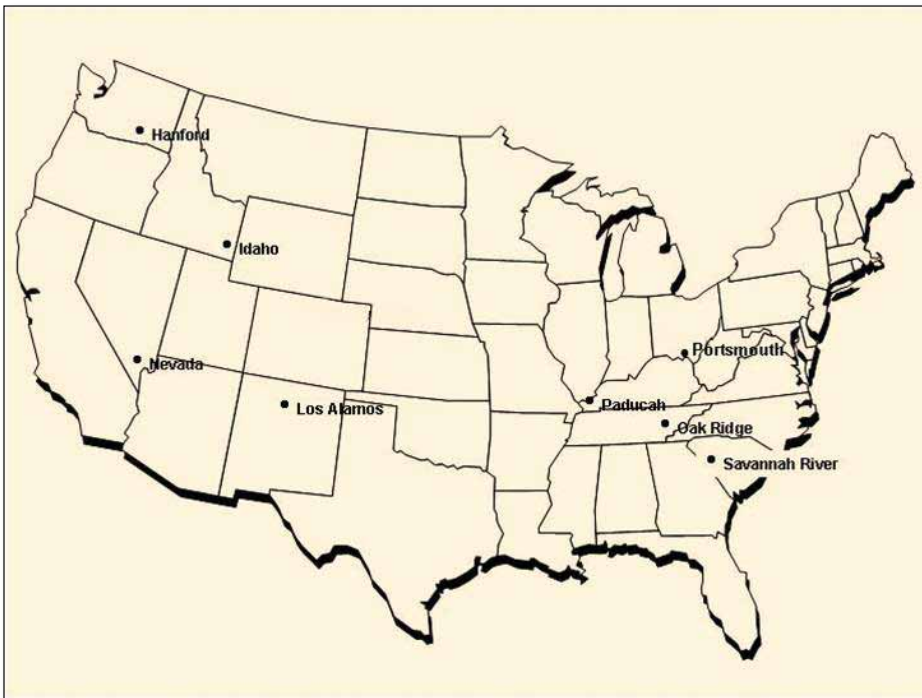 Hanford
Idaho
Nevada
Los Alamos
Portsmouth
Paducah
Oak Ridge
Savannah River